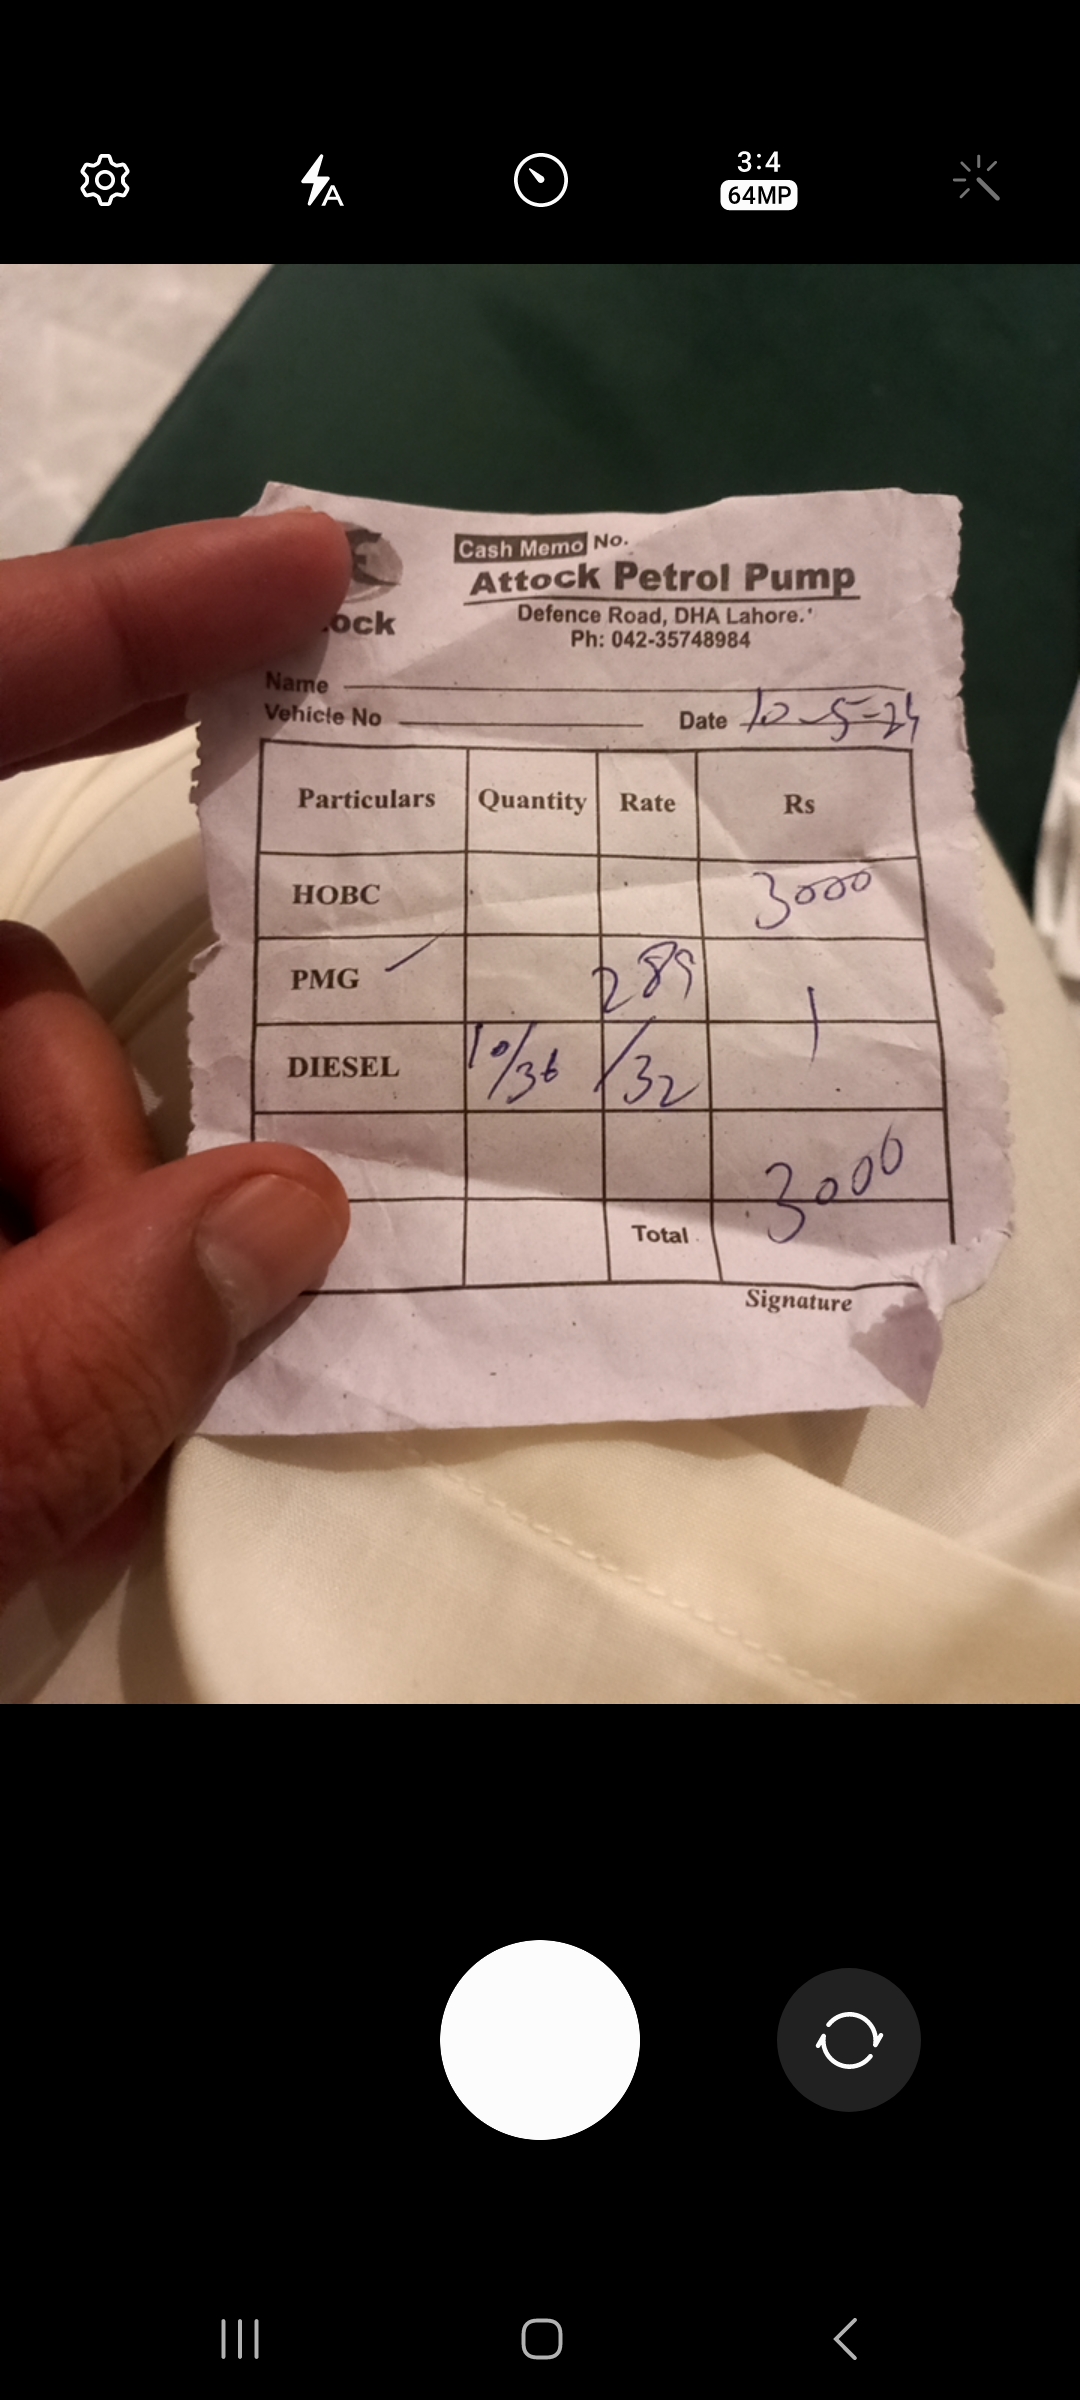 3:4
64MP
Cash Memo No.
Attock Petrol Pump
ock
Defence Road, DHA Lahore.
Ph: 042-35748984
Name
Vehicle No Date 10-5-24
Particulars Quantity Rate Rs
HOBC 3000
PMG 289
DIESEL 10/36 /32
3000
Total
Signature